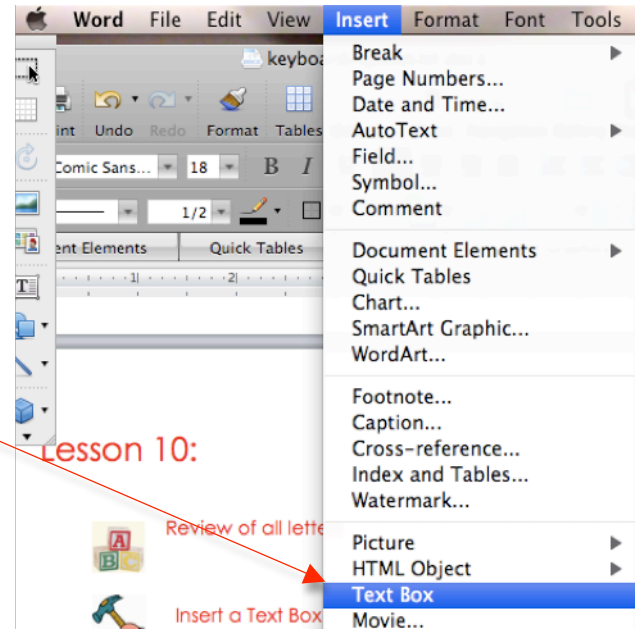 Word File Edit View Insert Format Font Tools
keyboa
int Undo Redo Format Tables
Comic Sans... 18 B I
1/2
ent Elements Quick Tables
1 2
T
Lesson 10:
A
B C
Review of all lette
Insert a Text Box
Break
Page Numbers...
Date and Time...
AutoText
Field...
Symbol...
Comment
Document Elements
Quick Tables
Chart...
SmartArt Graphic...
WordArt...
Footnote...
Caption...
Cross-reference...
Index and Tables...
Watermark...
Picture
HTML Object
Text Box
Movie...